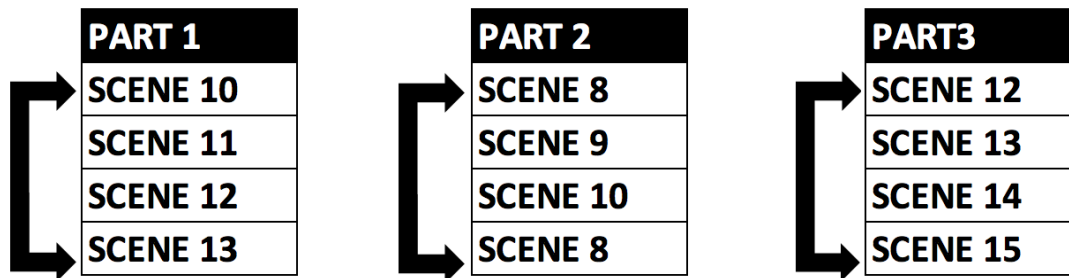 PART 1
SCENE 10
SCENE 11
SCENE 12
SCENE 13
PART 2
SCENE 8
SCENE 9
SCENE 10
SCENE 8
PART3
SCENE 12
SCENE 13
SCENE 14
SCENE 15